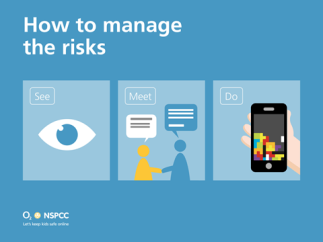 How to manage
the risks
See
Meet
Do
O₂ NSPCC
Let's keep kids safe online